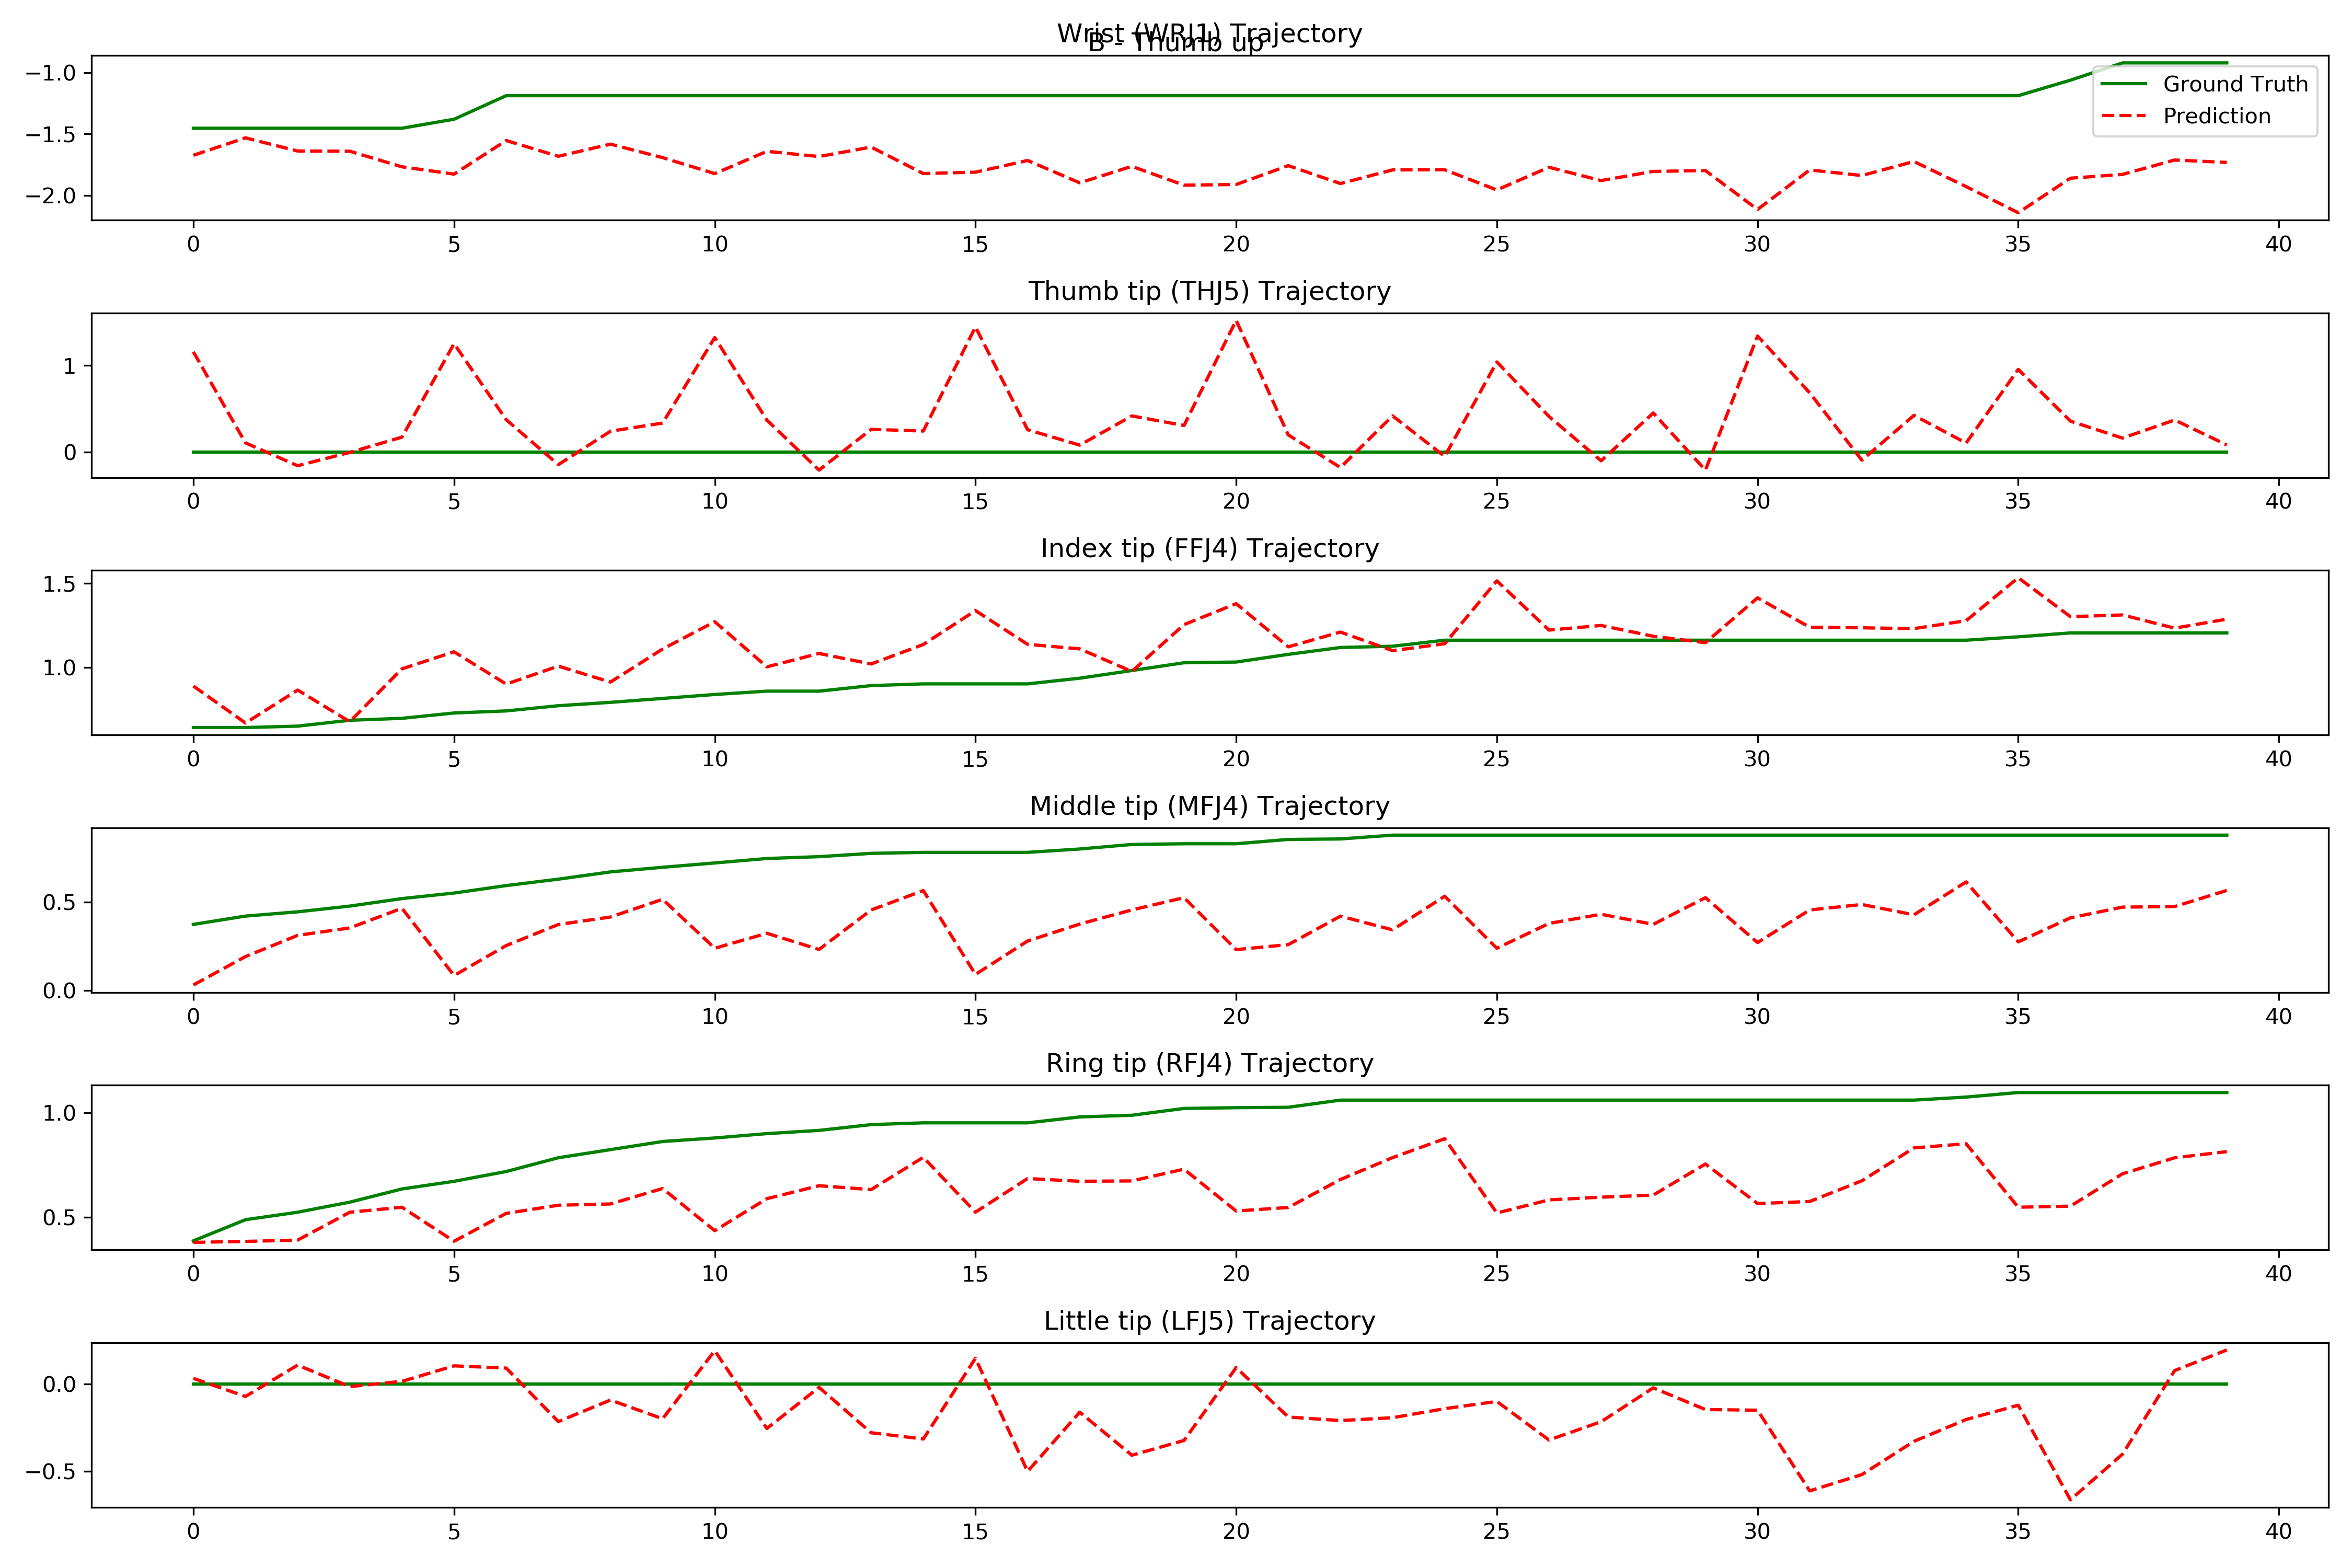 Wrist (WRJ1) Trajectory
B - Thumb up
−1.0
−1.5
−2.0
Ground Truth
Prediction
0 5 10 15 20 25 30 35 40
Thumb tip (THJ5) Trajectory
1
0
0 5 10 15 20 25 30 35 40
Index tip (FFJ4) Trajectory
1.5
1.0
0 5 10 15 20 25 30 35 40
Middle tip (MFJ4) Trajectory
0.5
0.0
0 5 10 15 20 25 30 35 40
Ring tip (RFJ4) Trajectory
1.0
0.5
0 5 10 15 20 25 30 35 40
Little tip (LFJ5) Trajectory
0.0
−0.5
0 5 10 15 20 25 30 35 40